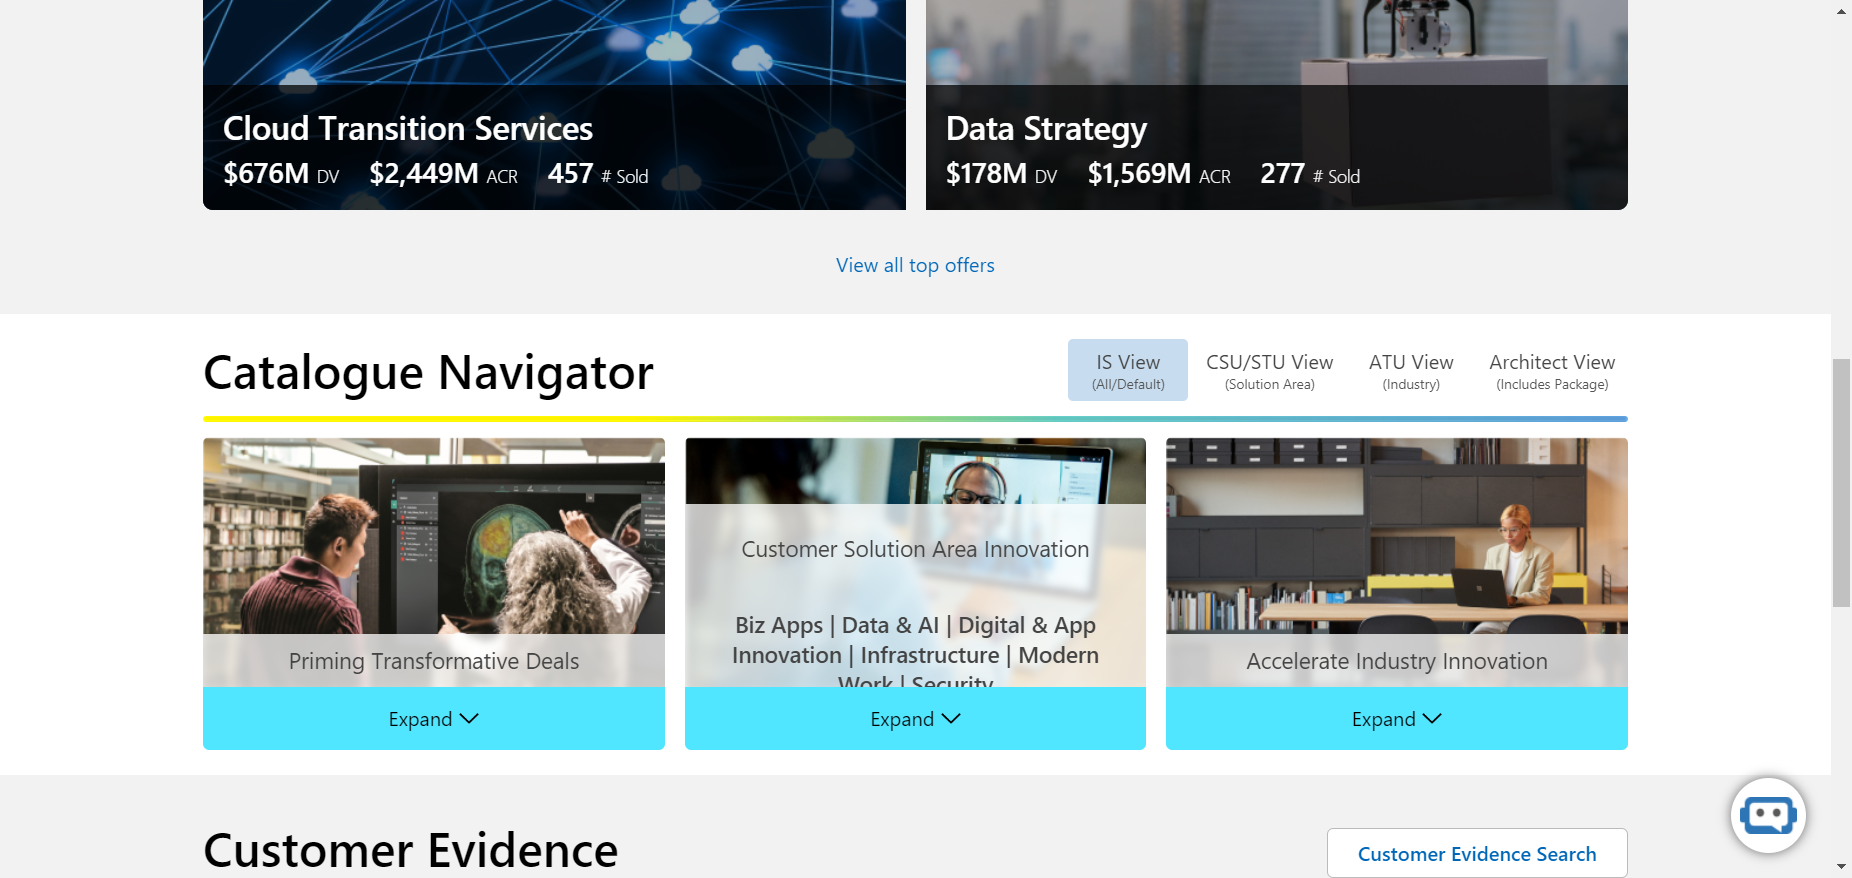 Cloud Transition Services
$676M DV $2,449M ACR 457 # Sold
Data Strategy
$178M DV $1,569M ACR 277 # Sold
View all top offers
Catalogue Navigator
IS View
(All/Default)
CSU/STU View
(Solution Area)
ATU View
(Industry)
Architect View
(Includes Package)
Priming Transformative Deals
Expand
Customer Solution Area Innovation
Biz Apps | Data & AI | Digital & App
Innovation | Infrastructure | Modern
Work | Security
Expand
Accelerate Industry Innovation
Expand
Customer Evidence
Customer Evidence Search